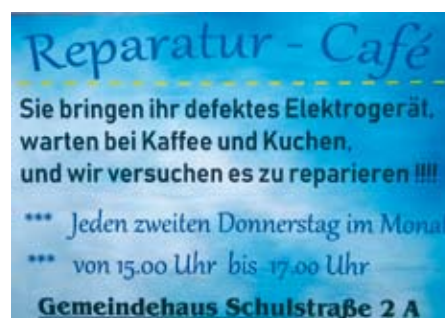 Reparatur - Café
Sie bringen ihr defektes Elektrogerät,
warten bei Kaffee und Kuchen,
und wir versuchen es zu reparieren !!!!
*** Jeden zweiten Donnerstag im Mona
*** von 15.00 Uhr bis 17.00 Uhr
Gemeindehaus Schulstraße 2 A